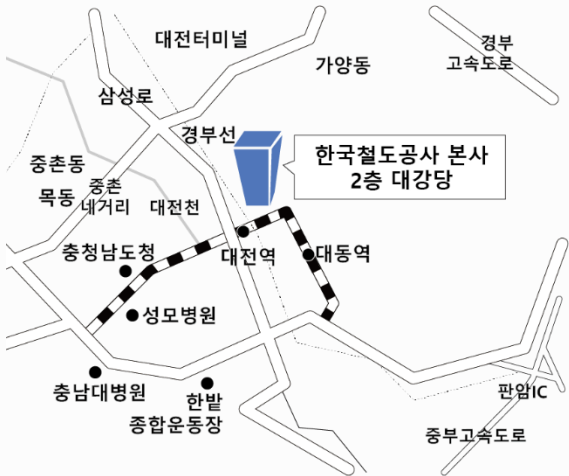 대전터미널
경부
고속도로
가양동
삼성로
경부선
한국철도공사 본사
2층 대강당
중촌동
목동
중촌
네거리
대전천
충청남도청
대전역
대동역
성모병원
충남대병원
한밭
종합운동장
판암IC
중부고속도로